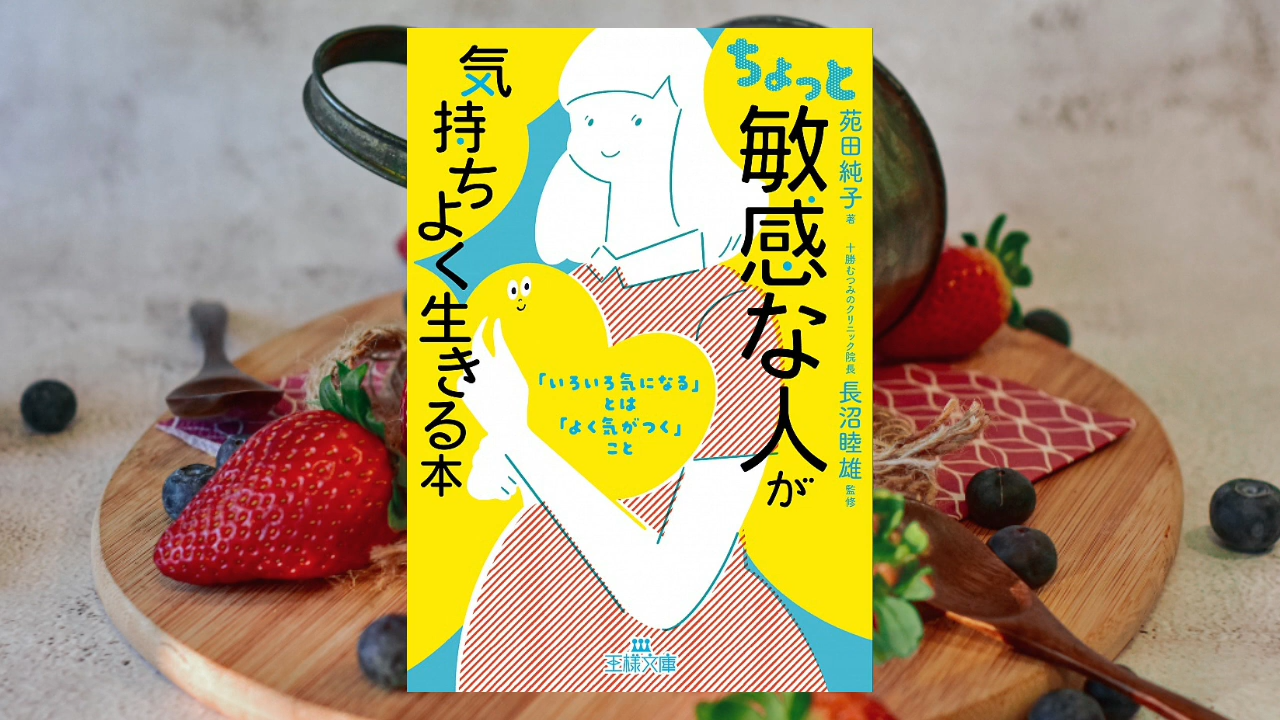 ちょっと
敏感な人が
気持ちよく生きる本
苑田純子 著
十勝むつみのクリニック院長 長沼睦雄 監修
「いろいろ気になる」
とは
「よく気がつく」
こと
王様文庫